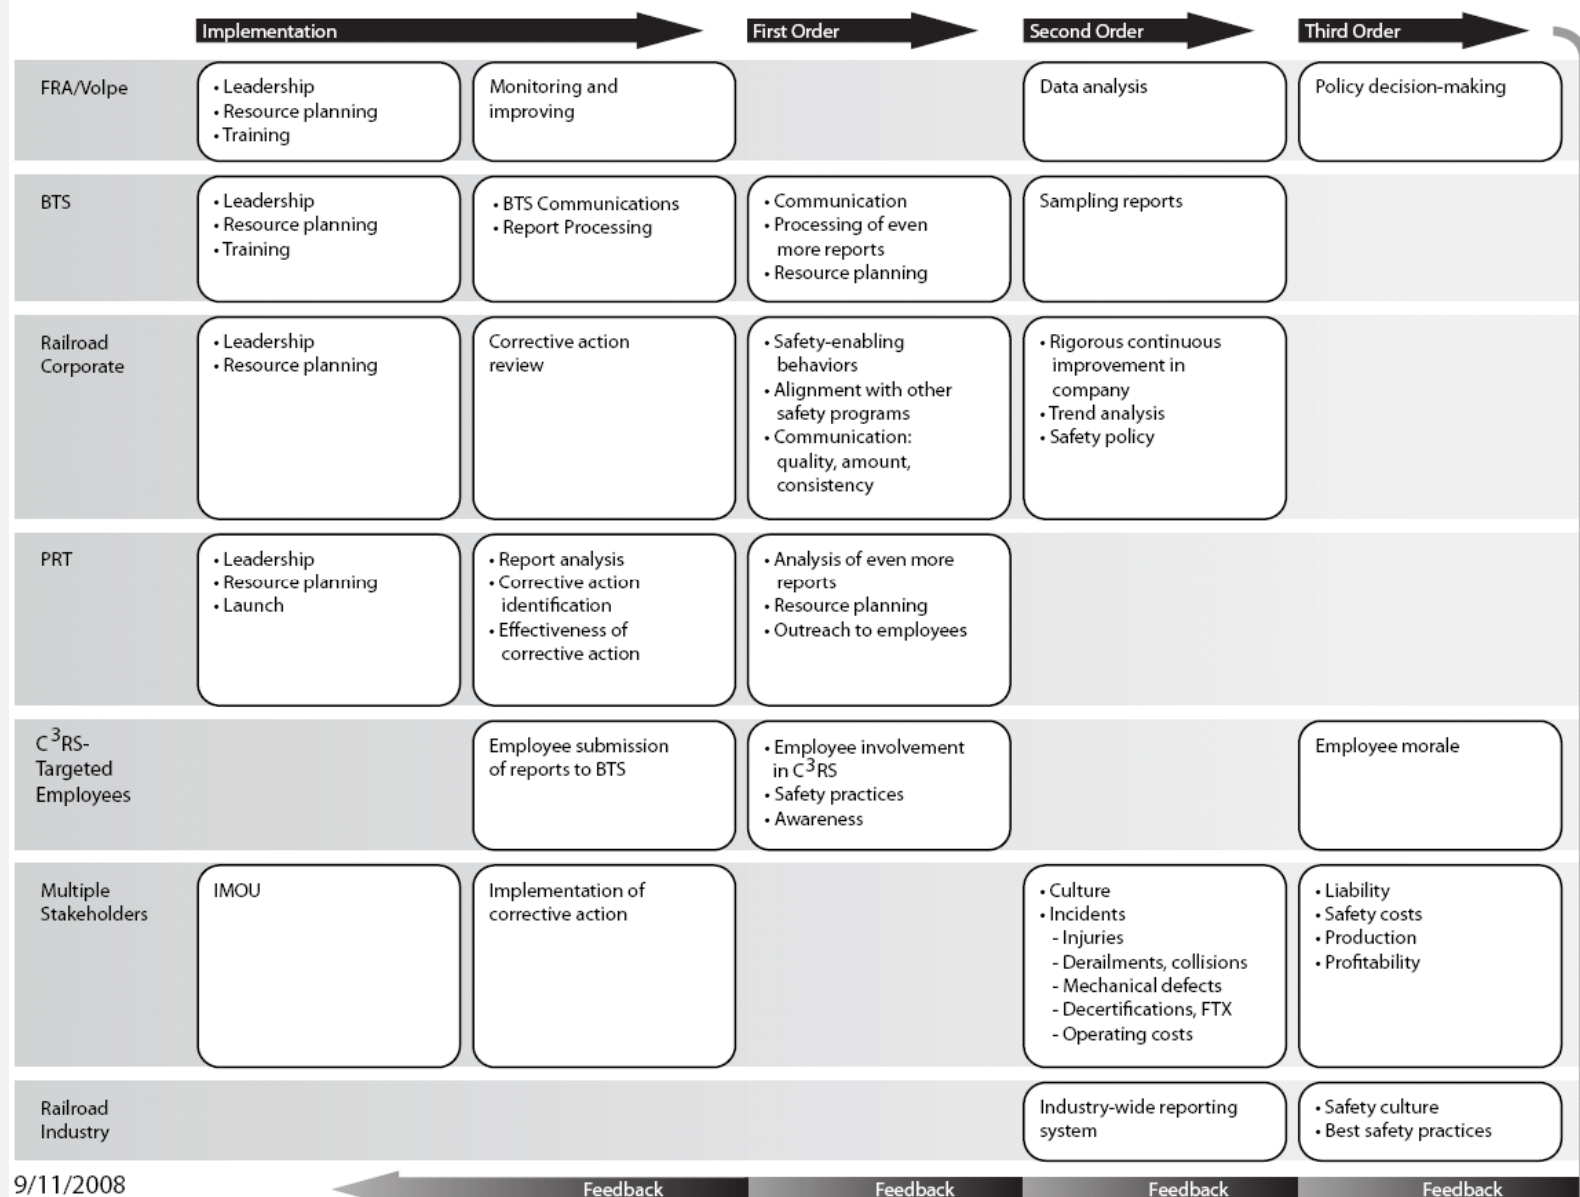 Implementation
First Order
Second Order
Third Order
FRA/Volpe
• Leadership
• Resource planning
• Training
Monitoring and
improving
Data analysis
Policy decision-making
BTS
• Leadership
• Resource planning
• Training
• BTS Communications
• Report Processing
• Communication
• Processing of even
more reports
• Resource planning
Sampling reports
Railroad
Corporate
• Leadership
• Resource planning
Corrective action
review
• Safety-enabling
behaviors
• Alignment with other
safety programs
• Communication:
quality, amount,
consistency
• Rigorous continuous
improvement in
company
• Trend analysis
• Safety policy
PRT
• Leadership
• Resource planning
• Launch
• Report analysis
• Corrective action
identification
• Effectiveness of
corrective action
• Analysis of even more
reports
• Resource planning
• Outreach to employees
C³RS-
Targeted
Employees
Employee submission
of reports to BTS
• Employee involvement
in C³RS
• Safety practices
• Awareness
Employee morale
Multiple
Stakeholders
IMOU
Implementation of
corrective action
• Culture
• Incidents
- Injuries
- Derailments, collisions
- Mechanical defects
- Decertifications, FTX
- Operating costs
• Liability
• Safety costs
• Production
• Profitability
Railroad
Industry
Industry-wide reporting
system
• Safety culture
• Best safety practices
9/11/2008
Feedback
Feedback
Feedback
Feedback